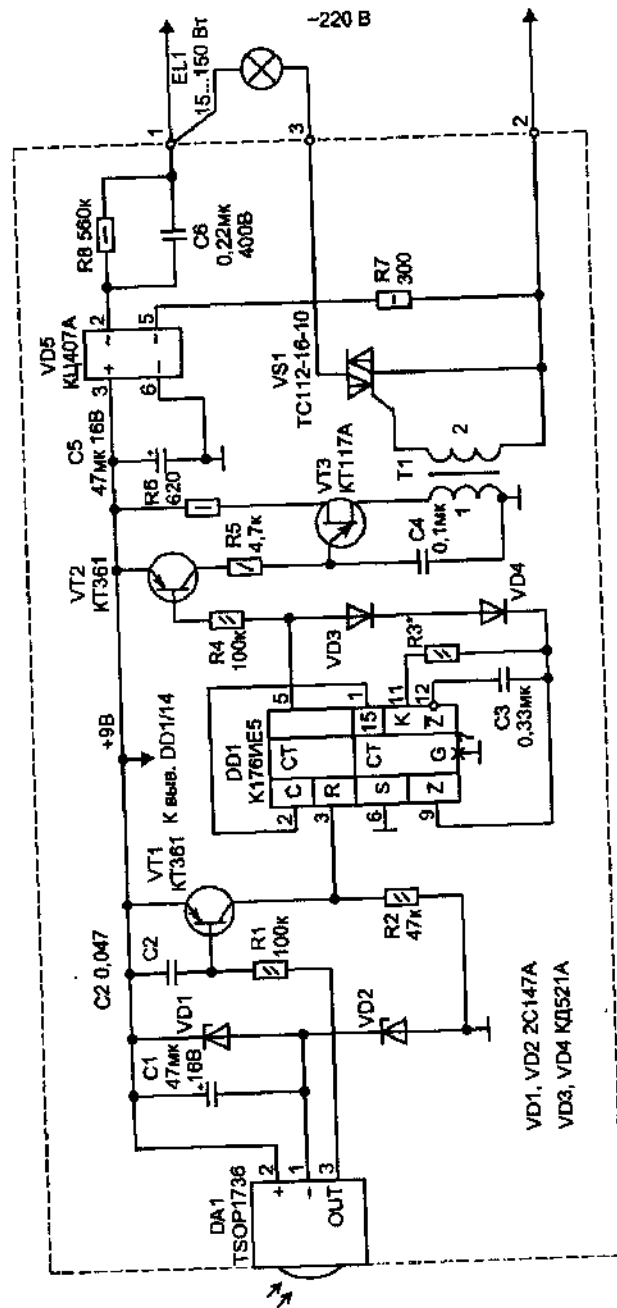 ~220 В
EL1
15...150 Вт
1
3
2
R8 560к
C6
0,22мк
400В
VD5
КЦ407А
3
+
~
2
6
−
~
5
R7
300
VS1
TC112-16-10
C5
47мк 16В
+
R6
620
VT2
КТ361
R5
4,7к
VT3
КТ117А
T1
1
2
C4
0,1мк
R4
100к
VD3
VD4
+9В
К выв. DD1/14
DD1
К176ИЕ5
2
C
CT
5
3
R
15
1
6
S
CT
K
11
9
Z
G
Z
12
7
R3*
C3
0,33мк
VT1
КТ361
C2 0,047
C2
R1
100к
R2
47к
VD1
VD2
C1
47мк
+
16В
DA1
TSOP1736
+
2
−
1
OUT
3
VD1, VD2 2С147А
VD3, VD4 КД521А